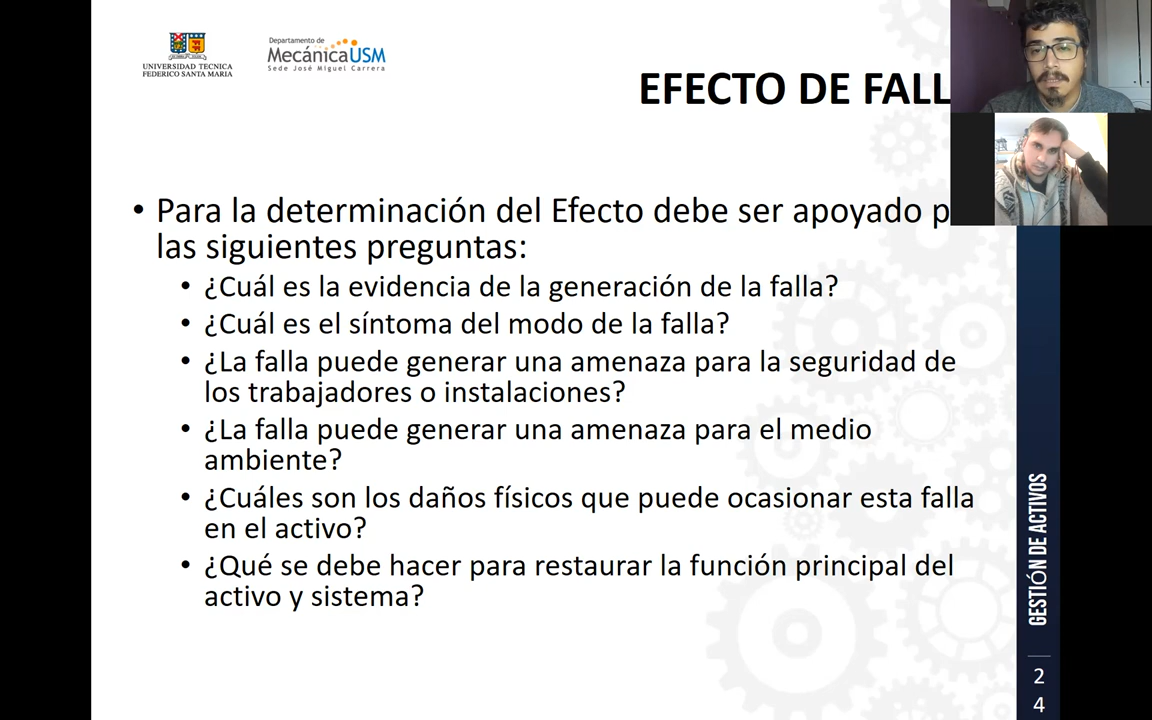 UNIVERSIDAD TECNICA
FEDERICO SANTA MARIA
Departamento de
MecánicaUSM
Sede José Miguel Carrera
EFECTO DE FALL
• Para la determinación del Efecto debe ser apoyado p
las siguientes preguntas:
• ¿Cuál es la evidencia de la generación de la falla?
• ¿Cuál es el síntoma del modo de la falla?
• ¿La falla puede generar una amenaza para la seguridad de
los trabajadores o instalaciones?
• ¿La falla puede generar una amenaza para el medio
ambiente?
• ¿Cuáles son los daños físicos que puede ocasionar esta falla
en el activo?
• ¿Qué se debe hacer para restaurar la función principal del
activo y sistema?
GESTIÓN DE ACTIVOS
2
4